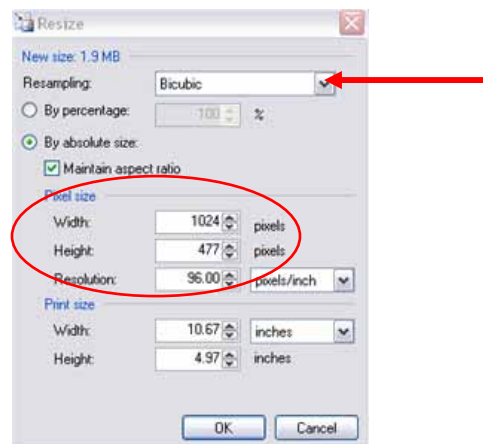 Resize
New size: 1.9 MB
Resampling: Bicubic
By percentage: 100 %
By absolute size:
Maintain aspect ratio
Pixel size
Width: 1024 pixels
Height: 477 pixels
Resolution: 96.00 pixels/inch
Print size
Width: 10.67 inches
Height: 4.97 inches
OK Cancel